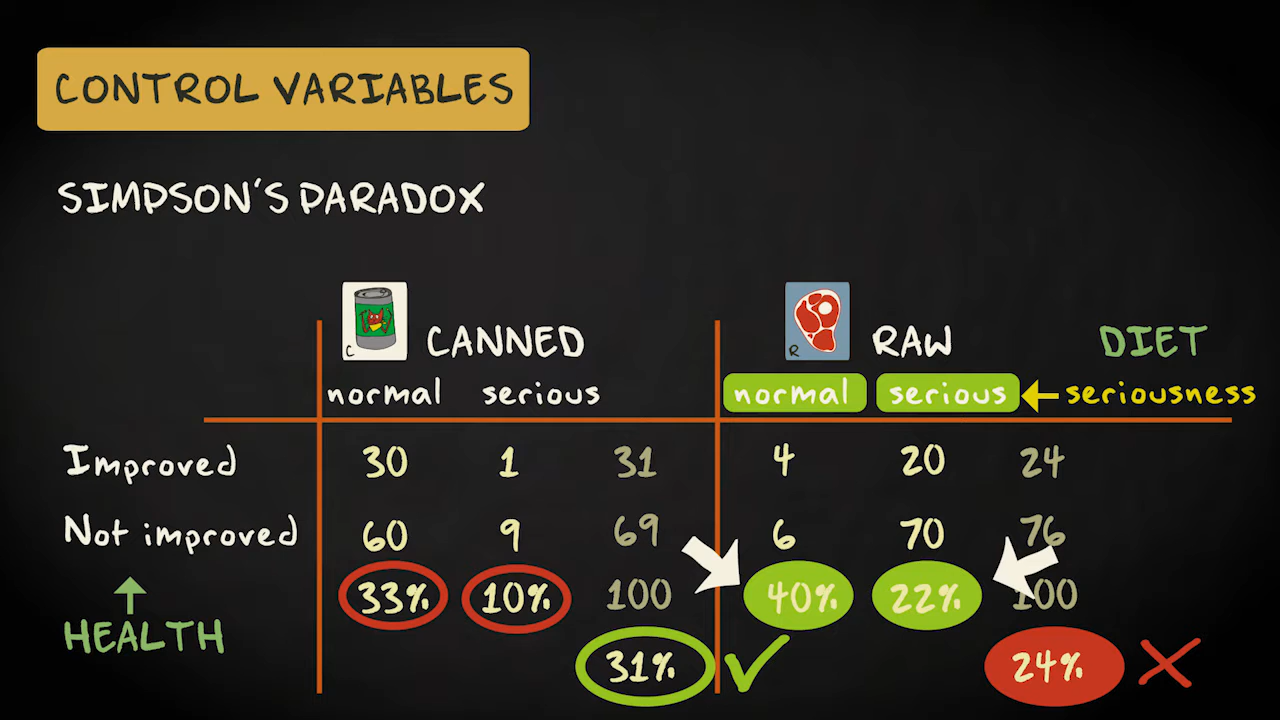 CONTROL VARIABLES
SIMPSON'S PARADOX
C CANNED R RAW DIET
normal serious normal serious seriousness
Improved 30 1 31 4 20 24
Not improved 60 9 69 6 70 76
33% 10% 100 40% 22% 100
HEALTH
31% 24%